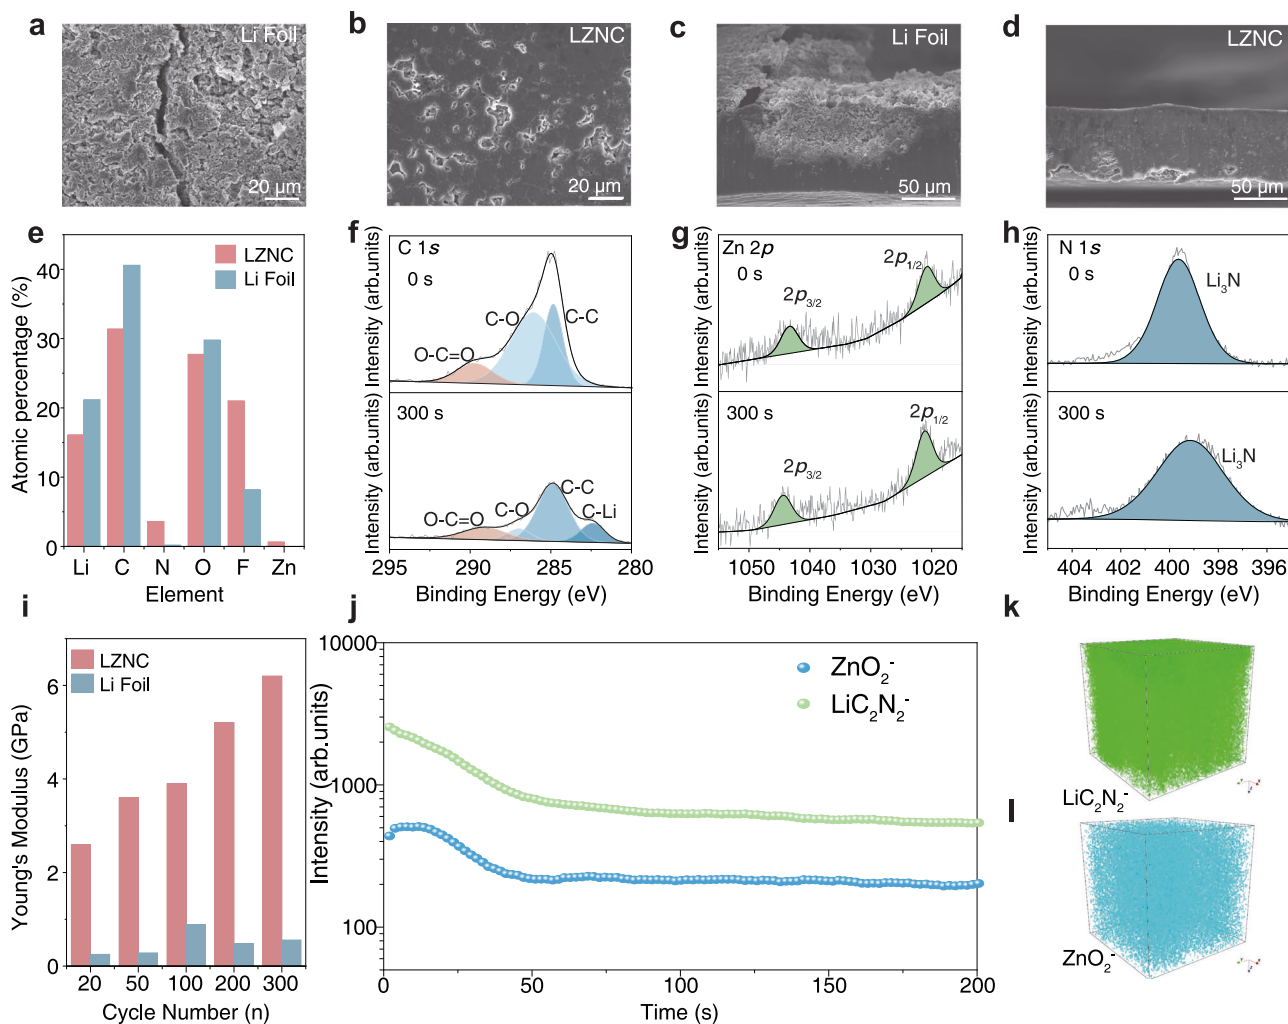 a
Li Foil
20 µm
b
LZNC
20 µm
c
Li Foil
50 µm
d
LZNC
50 µm
e
LZNC
Li Foil
Atomic percentage (%)
40
30
20
10
0
Li C N O F Zn
Element
f
C 1s
0 s
C-O
C-C
O-C=O
Intensity (arb.units)
300 s
C-C
C-O
C-Li
O-C=O
Intensity (arb.units)
295 290 285 280
Binding Energy (eV)
g
Zn 2p
0 s
2p1/2
2p3/2
Intensity (arb.units)
300 s
2p1/2
2p3/2
Intensity (arb.units)
1050 1040 1030 1020
Binding Energy (eV)
h
N 1s
0 s
Li3N
Intensity (arb.units)
300 s
Li3N
Intensity (arb.units)
404 402 400 398 396
Binding Energy (eV)
i
LZNC
Li Foil
Young's Modulus (GPa)
6
4
2
0
20 50 100 200 300
Cycle Number (n)
j
Intensity (arb.units)
10000
1000
100
ZnO2-
LiC2N2-
0 50 100 150 200
Time (s)
k
LiC2N2-
l
ZnO2-